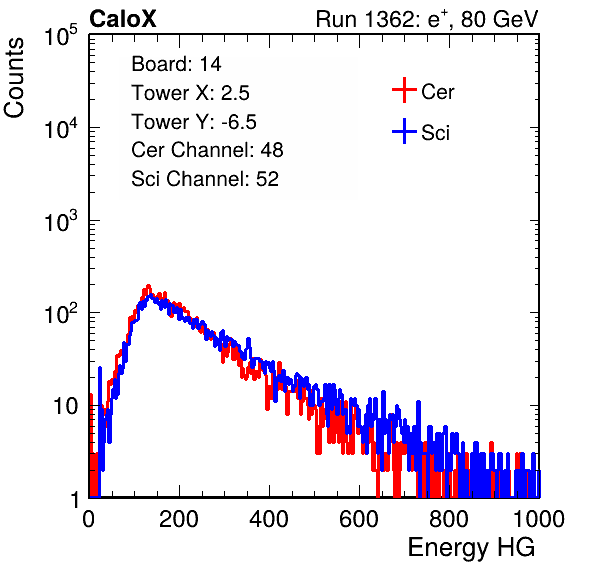 CaloX Run 1362: e+, 80 GeV
Counts
Board: 14
Tower X: 2.5
Tower Y: -6.5
Cer Channel: 48
Sci Channel: 52
Cer
Sci
10^5
10^4
10^3
10^2
10
1
0 200 400 600 800 1000
Energy HG